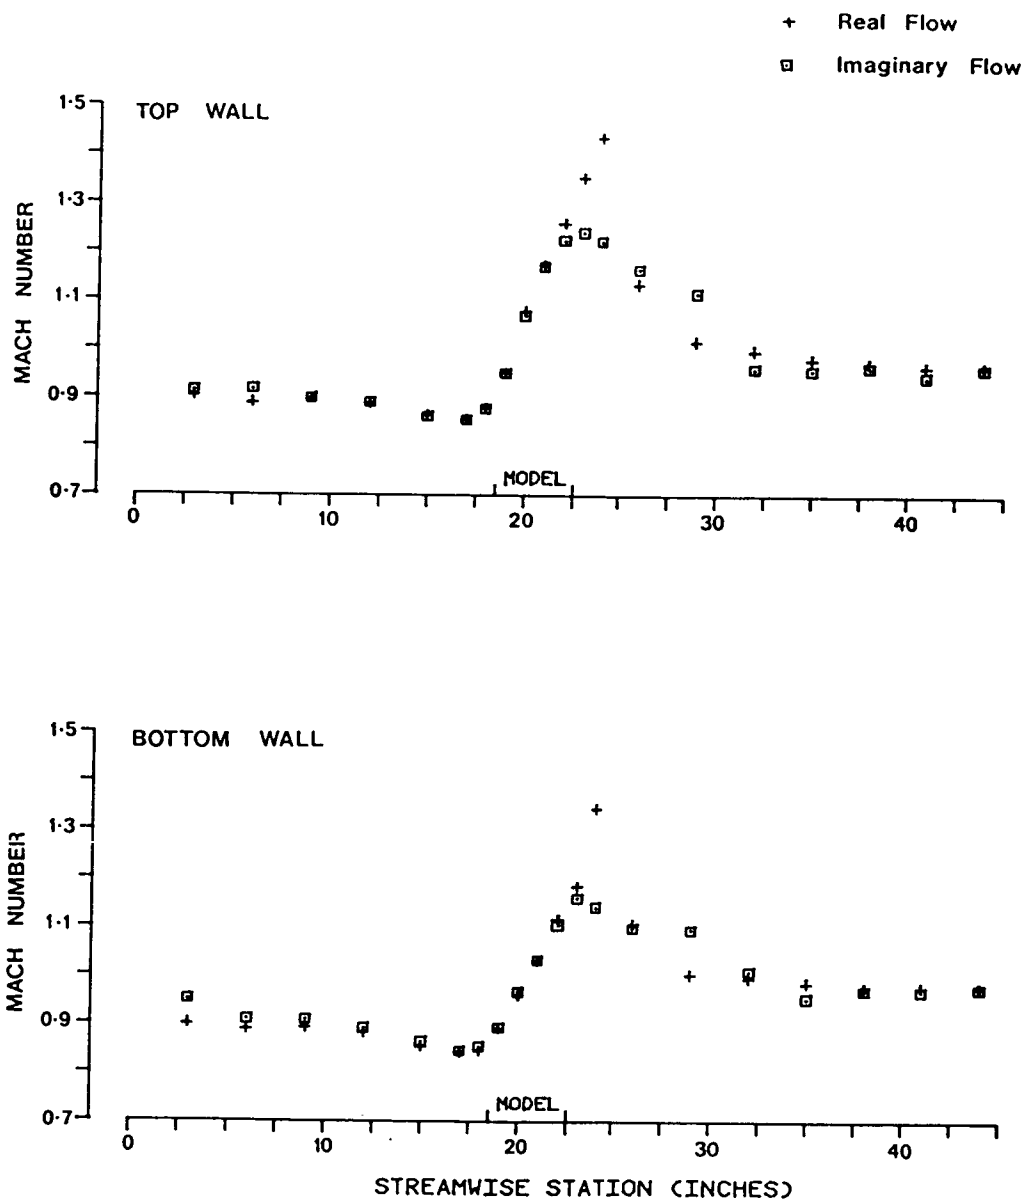 + Real Flow
Imaginary Flow
TOP WALL
1·5
1·3
1·1
0·9
0·7
MACH NUMBER
MODEL
0 10 20 30 40
BOTTOM WALL
1·5
1·3
1·1
0·9
0·7
MACH NUMBER
MODEL
0 10 20 30 40
STREAMWISE STATION (INCHES)